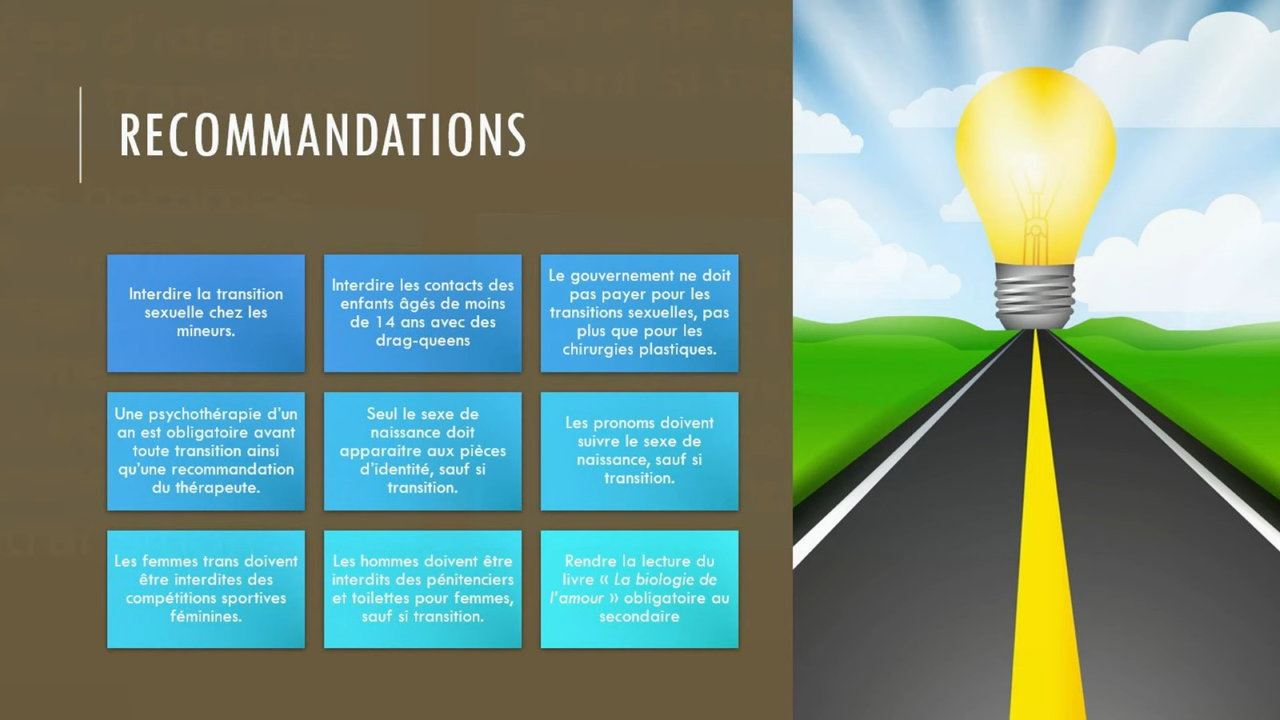 RECOMMANDATIONS
Interdire la transition
sexuelle chez les
mineurs.
Interdire les contacts des
enfants âgés de moins
de 14 ans avec des
drag-queens
Le gouvernement ne doit
pas payer pour les
transitions sexuelles, pas
plus que pour les
chirurgies plastiques.
Une psychothérapie d'un
an est obligatoire avant
toute transition ainsi
qu'une recommandation
du thérapeute.
Seul le sexe de
naissance doit
apparaitre aux pièces
d'identité, sauf si
transition.
Les pronoms doivent
suivre le sexe de
naissance, sauf si
transition.
Les femmes trans doivent
être interdites des
compétitions sportives
féminines.
Les hommes doivent être
interdits des pénitenciers
et toilettes pour femmes,
sauf si transition.
Rendre la lecture du
livre « La biologie de
l'amour » obligatoire au
secondaire